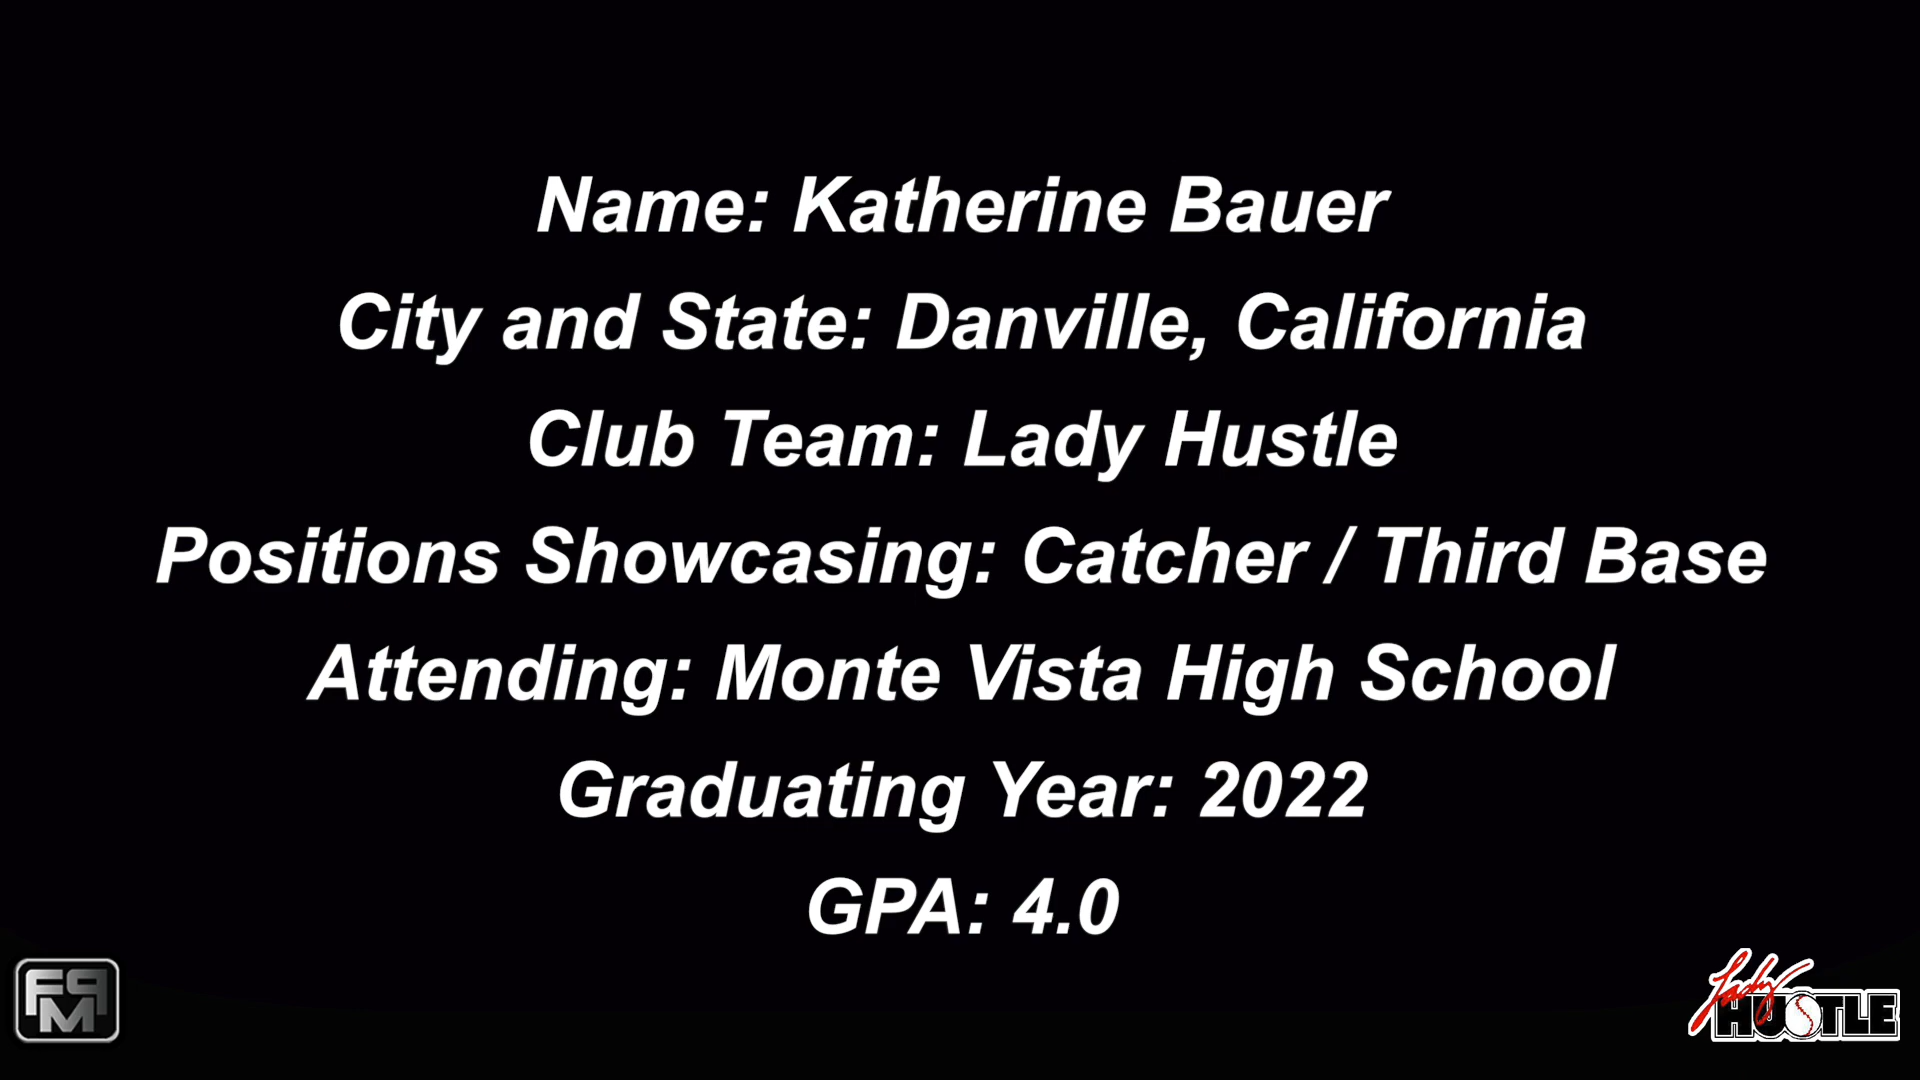 Name: Katherine Bauer
City and State: Danville, California
Club Team: Lady Hustle
Positions Showcasing: Catcher / Third Base
Attending: Monte Vista High School
Graduating Year: 2022
GPA: 4.0
FPM
Lady
HUSTLE